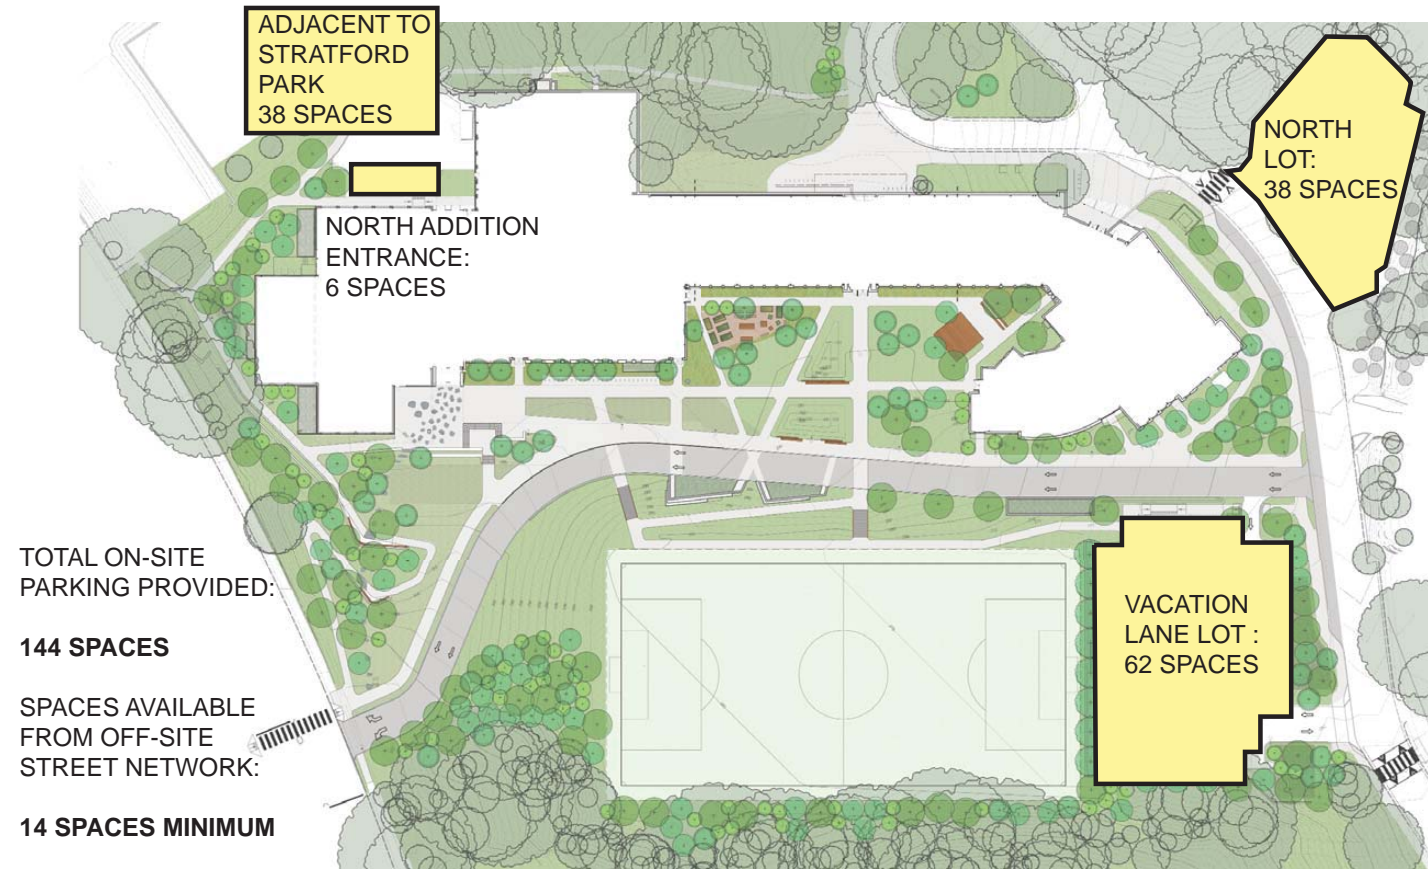 ADJACENT TO
STRATFORD
PARK
38 SPACES
NORTH
LOT:
38 SPACES
NORTH ADDITION
ENTRANCE:
6 SPACES
TOTAL ON-SITE
PARKING PROVIDED:
144 SPACES
SPACES AVAILABLE
FROM OFF-SITE
STREET NETWORK:
14 SPACES MINIMUM
VACATION
LANE LOT :
62 SPACES